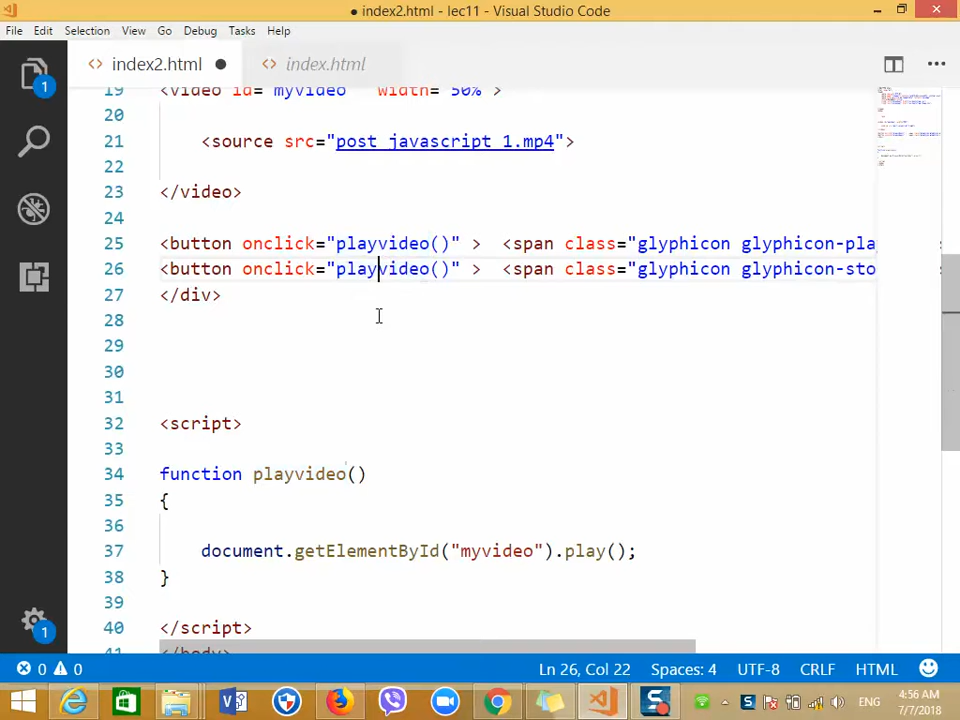 ● index2.html - lec11 - Visual Studio Code
File Edit Selection View Go Debug Tasks Help
<> index2.html ● <> index.html
19 <video id="myvideo" width="50%">
20
21 <source src="post javascript 1.mp4">
22
23 </video>
24
25 <button onclick="playvideo()" > <span class="glyphicon glyphicon-pla
26 <button onclick="playvideo()" > <span class="glyphicon glyphicon-sto
27 </div>
28
29
30
31
32 <script>
33
34 function playvideo()
35 {
36
37 document.getElementById("myvideo").play();
38 }
39
40 </script>
41 </body>
1
1
0 0 Ln 26, Col 22 Spaces: 4 UTF-8 CRLF HTML
ENG
4:56 AM
7/7/2018